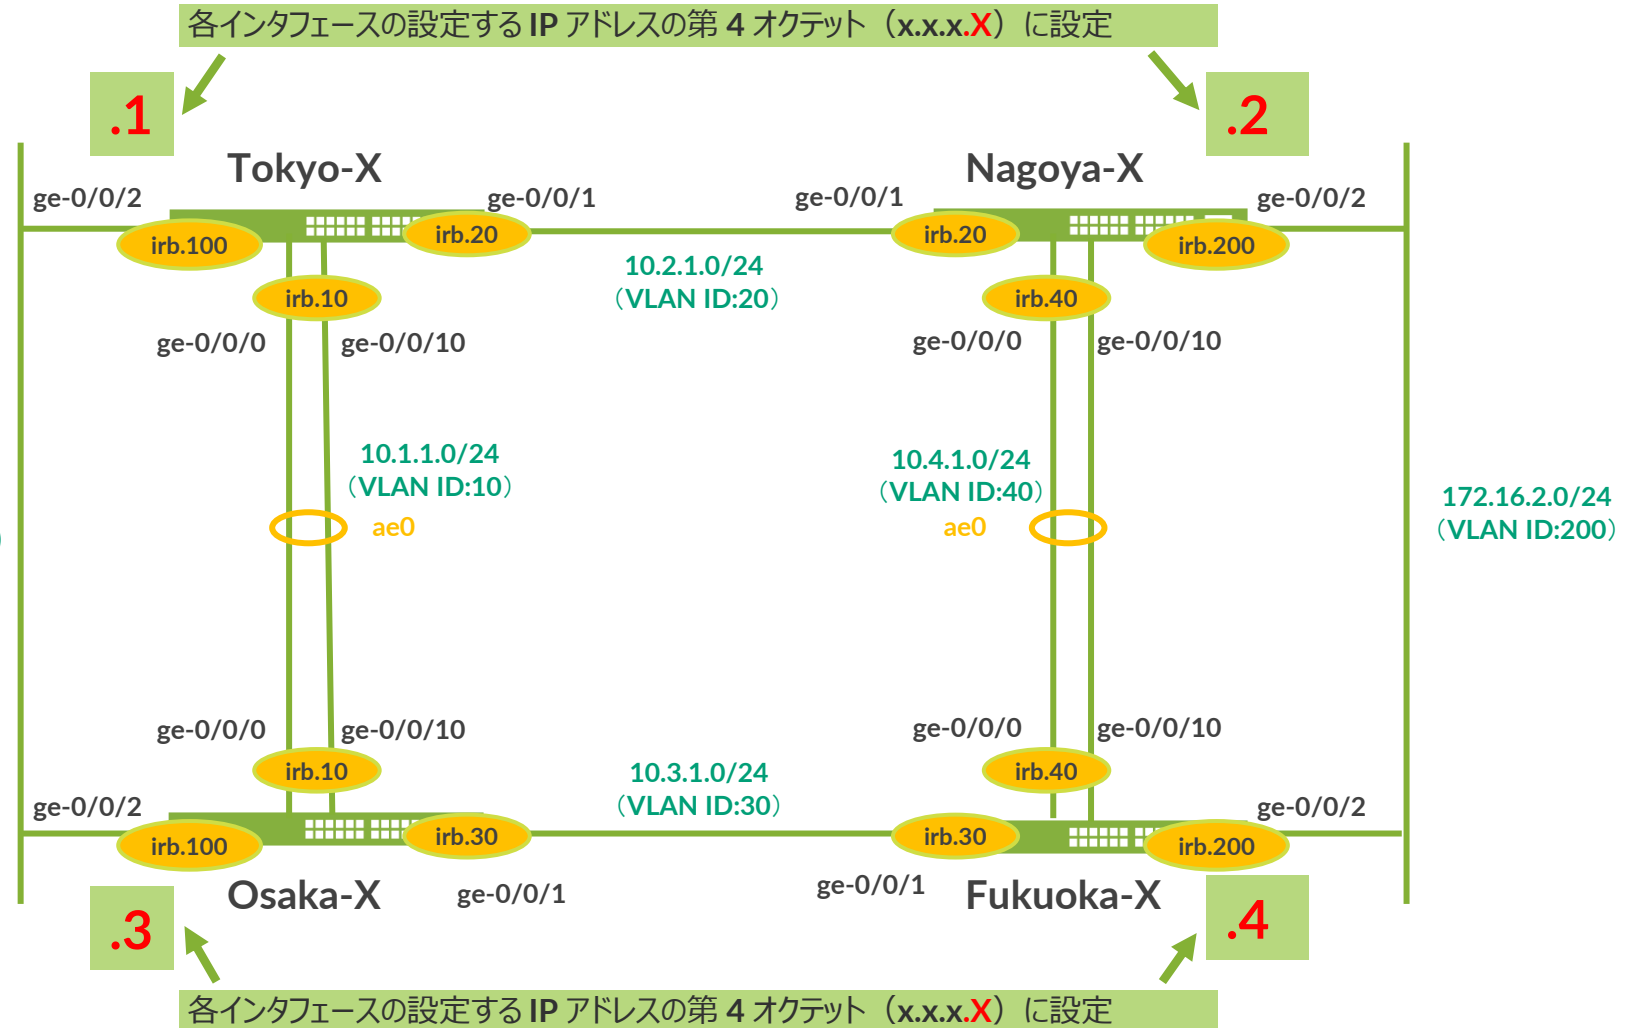 各インタフェースの設定する IP アドレスの第 4 オクテット（x.x.x.X）に設定
.1
.2
Tokyo-X
Nagoya-X
ge-0/0/2
ge-0/0/1
ge-0/0/1
ge-0/0/2
irb.100
irb.20
irb.20
irb.200
10.2.1.0/24
（VLAN ID:20）
irb.10
irb.40
ge-0/0/0
ge-0/0/10
ge-0/0/0
ge-0/0/10
10.1.1.0/24
（VLAN ID:10）
ae0
10.4.1.0/24
（VLAN ID:40）
ae0
172.16.2.0/24
（VLAN ID:200）
ge-0/0/0
ge-0/0/10
ge-0/0/0
ge-0/0/10
irb.10
irb.40
10.3.1.0/24
（VLAN ID:30）
ge-0/0/2
ge-0/0/2
irb.100
irb.30
irb.30
irb.200
Osaka-X
ge-0/0/1
ge-0/0/1
Fukuoka-X
.3
.4
各インタフェースの設定する IP アドレスの第 4 オクテット（x.x.x.X）に設定